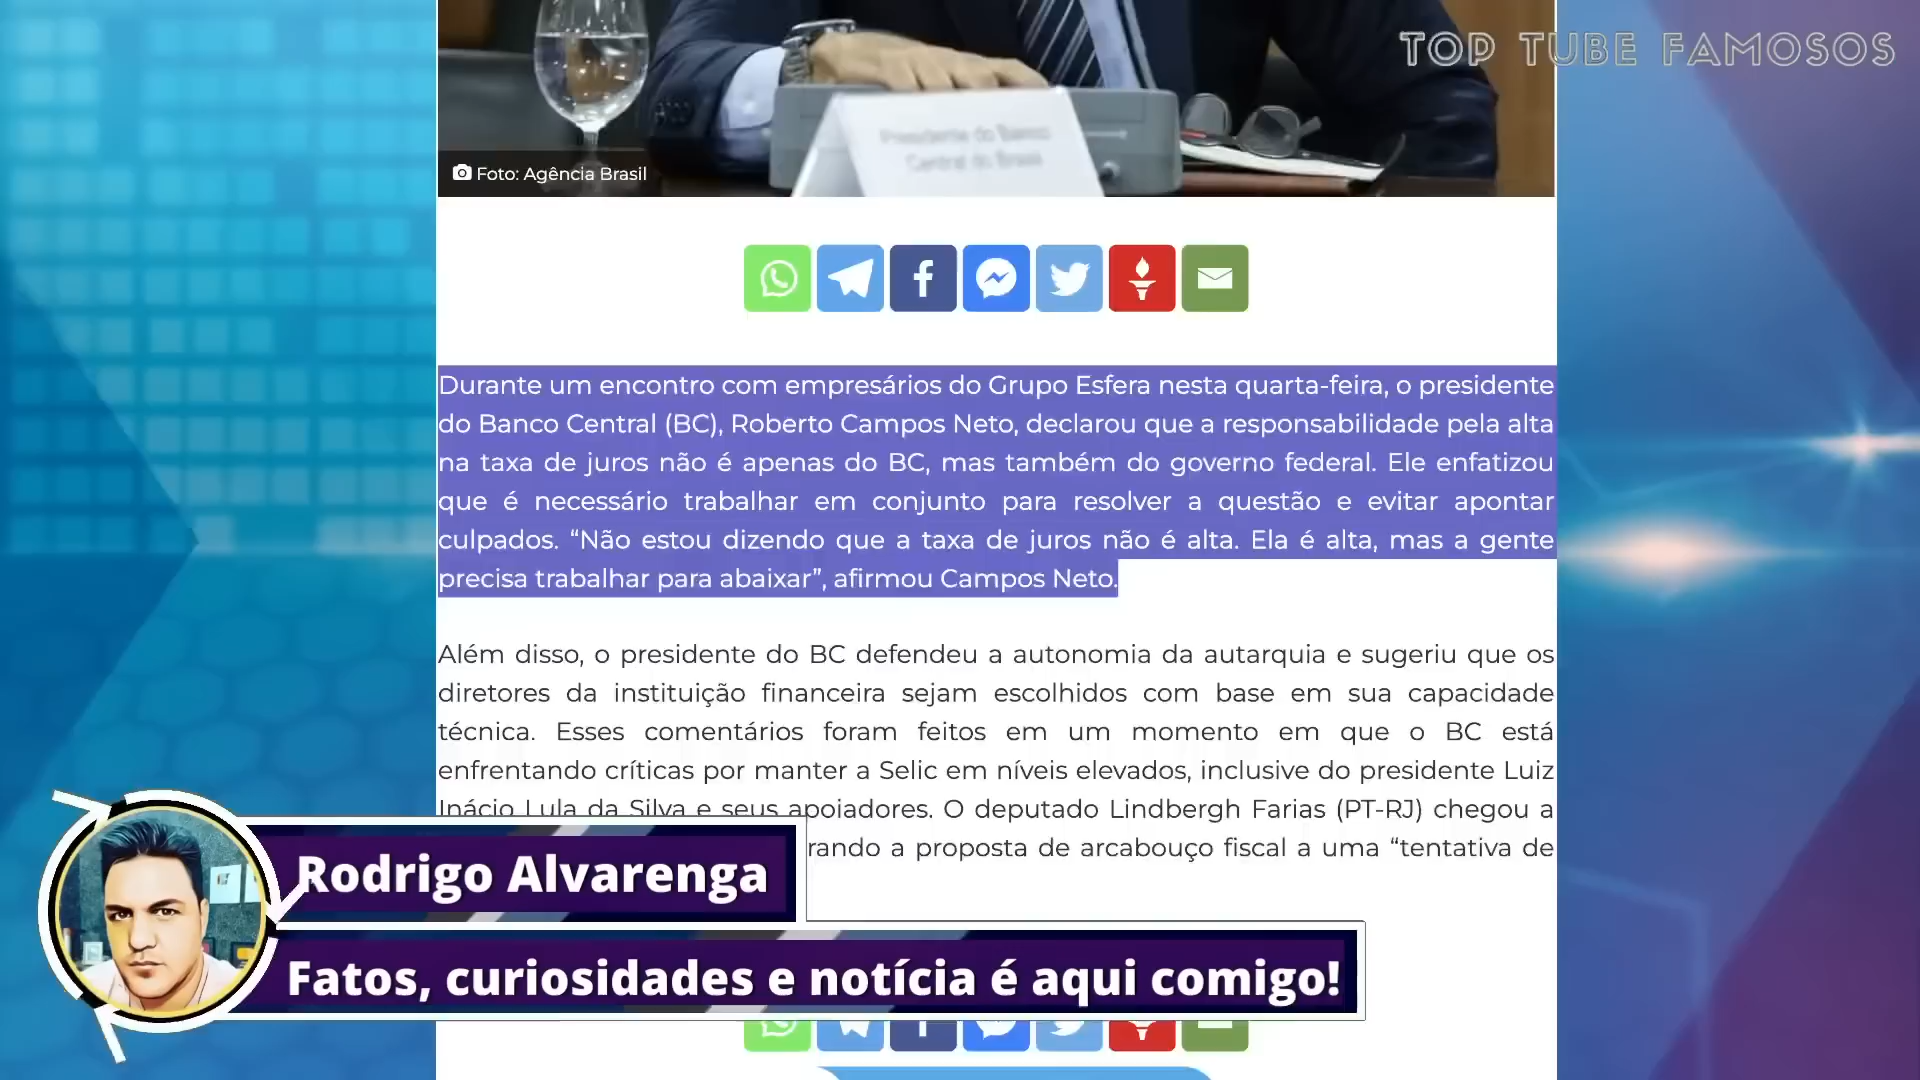 TOP TUBE FAMOSOS
Presidente do Banco
Central do Brasil
Foto: Agência Brasil
Durante um encontro com empresários do Grupo Esfera nesta quarta-feira, o presidente
do Banco Central (BC), Roberto Campos Neto, declarou que a responsabilidade pela alta
na taxa de juros não é apenas do BC, mas também do governo federal. Ele enfatizou
que é necessário trabalhar em conjunto para resolver a questão e evitar apontar
culpados. “Não estou dizendo que a taxa de juros não é alta. Ela é alta, mas a gente
precisa trabalhar para abaixar”, afirmou Campos Neto.
Além disso, o presidente do BC defendeu a autonomia da autarquia e sugeriu que os
diretores da instituição financeira sejam escolhidos com base em sua capacidade
técnica. Esses comentários foram feitos em um momento em que o BC está
enfrentando críticas por manter a Selic em níveis elevados, inclusive do presidente Luiz
Inácio Lula da Silva e seus apoiadores. O deputado Lindbergh Farias (PT-RJ) chegou a
rando a proposta de arcabouço fiscal a uma “tentativa de
Rodrigo Alvarenga
Fatos, curiosidades e notícia é aqui comigo!